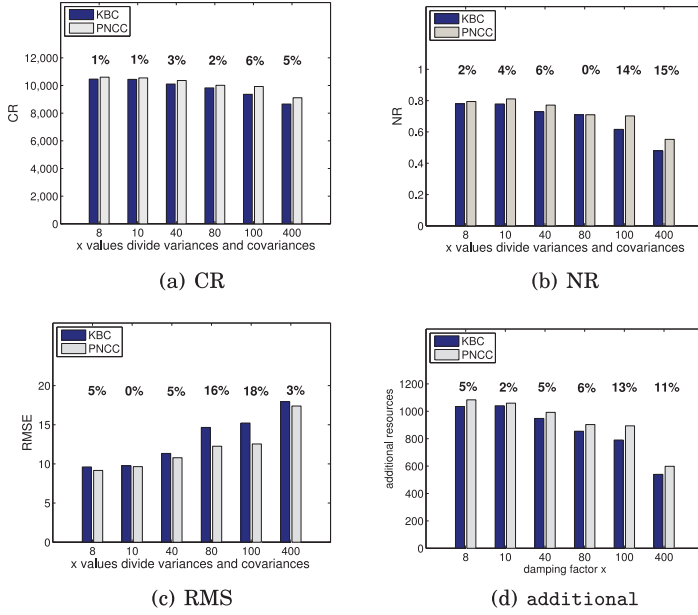 KBC
PNCC
1% 1% 3% 2% 6% 5%
12,000
10,000
8,000
6,000
4,000
2,000
0
CR
8 10 40 80 100 400
x values divide variances and covariances
(a) CR
KBC
PNCC
2% 4% 6% 0% 14% 15%
1
0.8
0.6
0.4
0.2
0
NR
8 10 40 80 100 400
x values divide variances and covariances
(b) NR
KBC
PNCC
5% 0% 5% 16% 18% 3%
20
15
10
5
0
RMSE
8 10 40 80 100 400
x values divide variances and covariances
(c) RMS
KBC
PNCC
5% 2% 5% 6% 13% 11%
1200
1000
800
600
400
200
0
additional resources
8 10 40 80 100 400
damping factor x
(d) additional